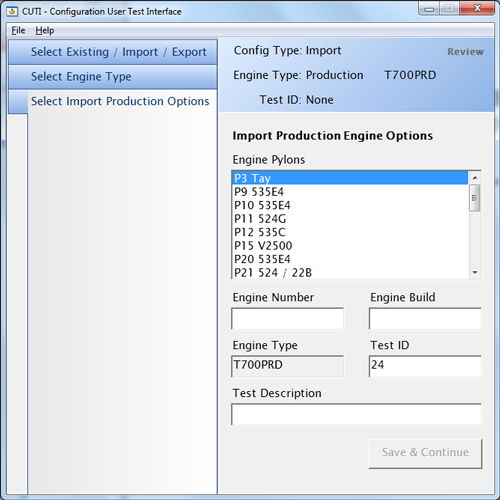 CUTI - Configuration User Test Interface
File Help
Select Existing / Import / Export
Select Engine Type
Select Import Production Options
Config Type: Import Review
Engine Type: Production T700PRD
Test ID: None
Import Production Engine Options
Engine Pylons
P3 Tay
P9 535E4
P10 535E4
P11 524G
P12 535C
P15 V2500
P20 535E4
P21 524 / 22B
Engine Number Engine Build
Engine Type Test ID
T700PRD 24
Test Description
Save & Continue